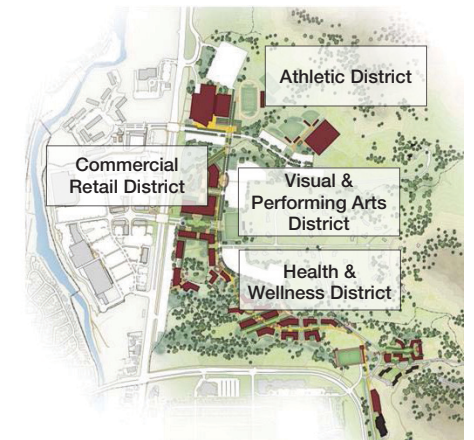 Athletic District
Commercial
Retail District
Visual &
Performing Arts
District
Health &
Wellness District